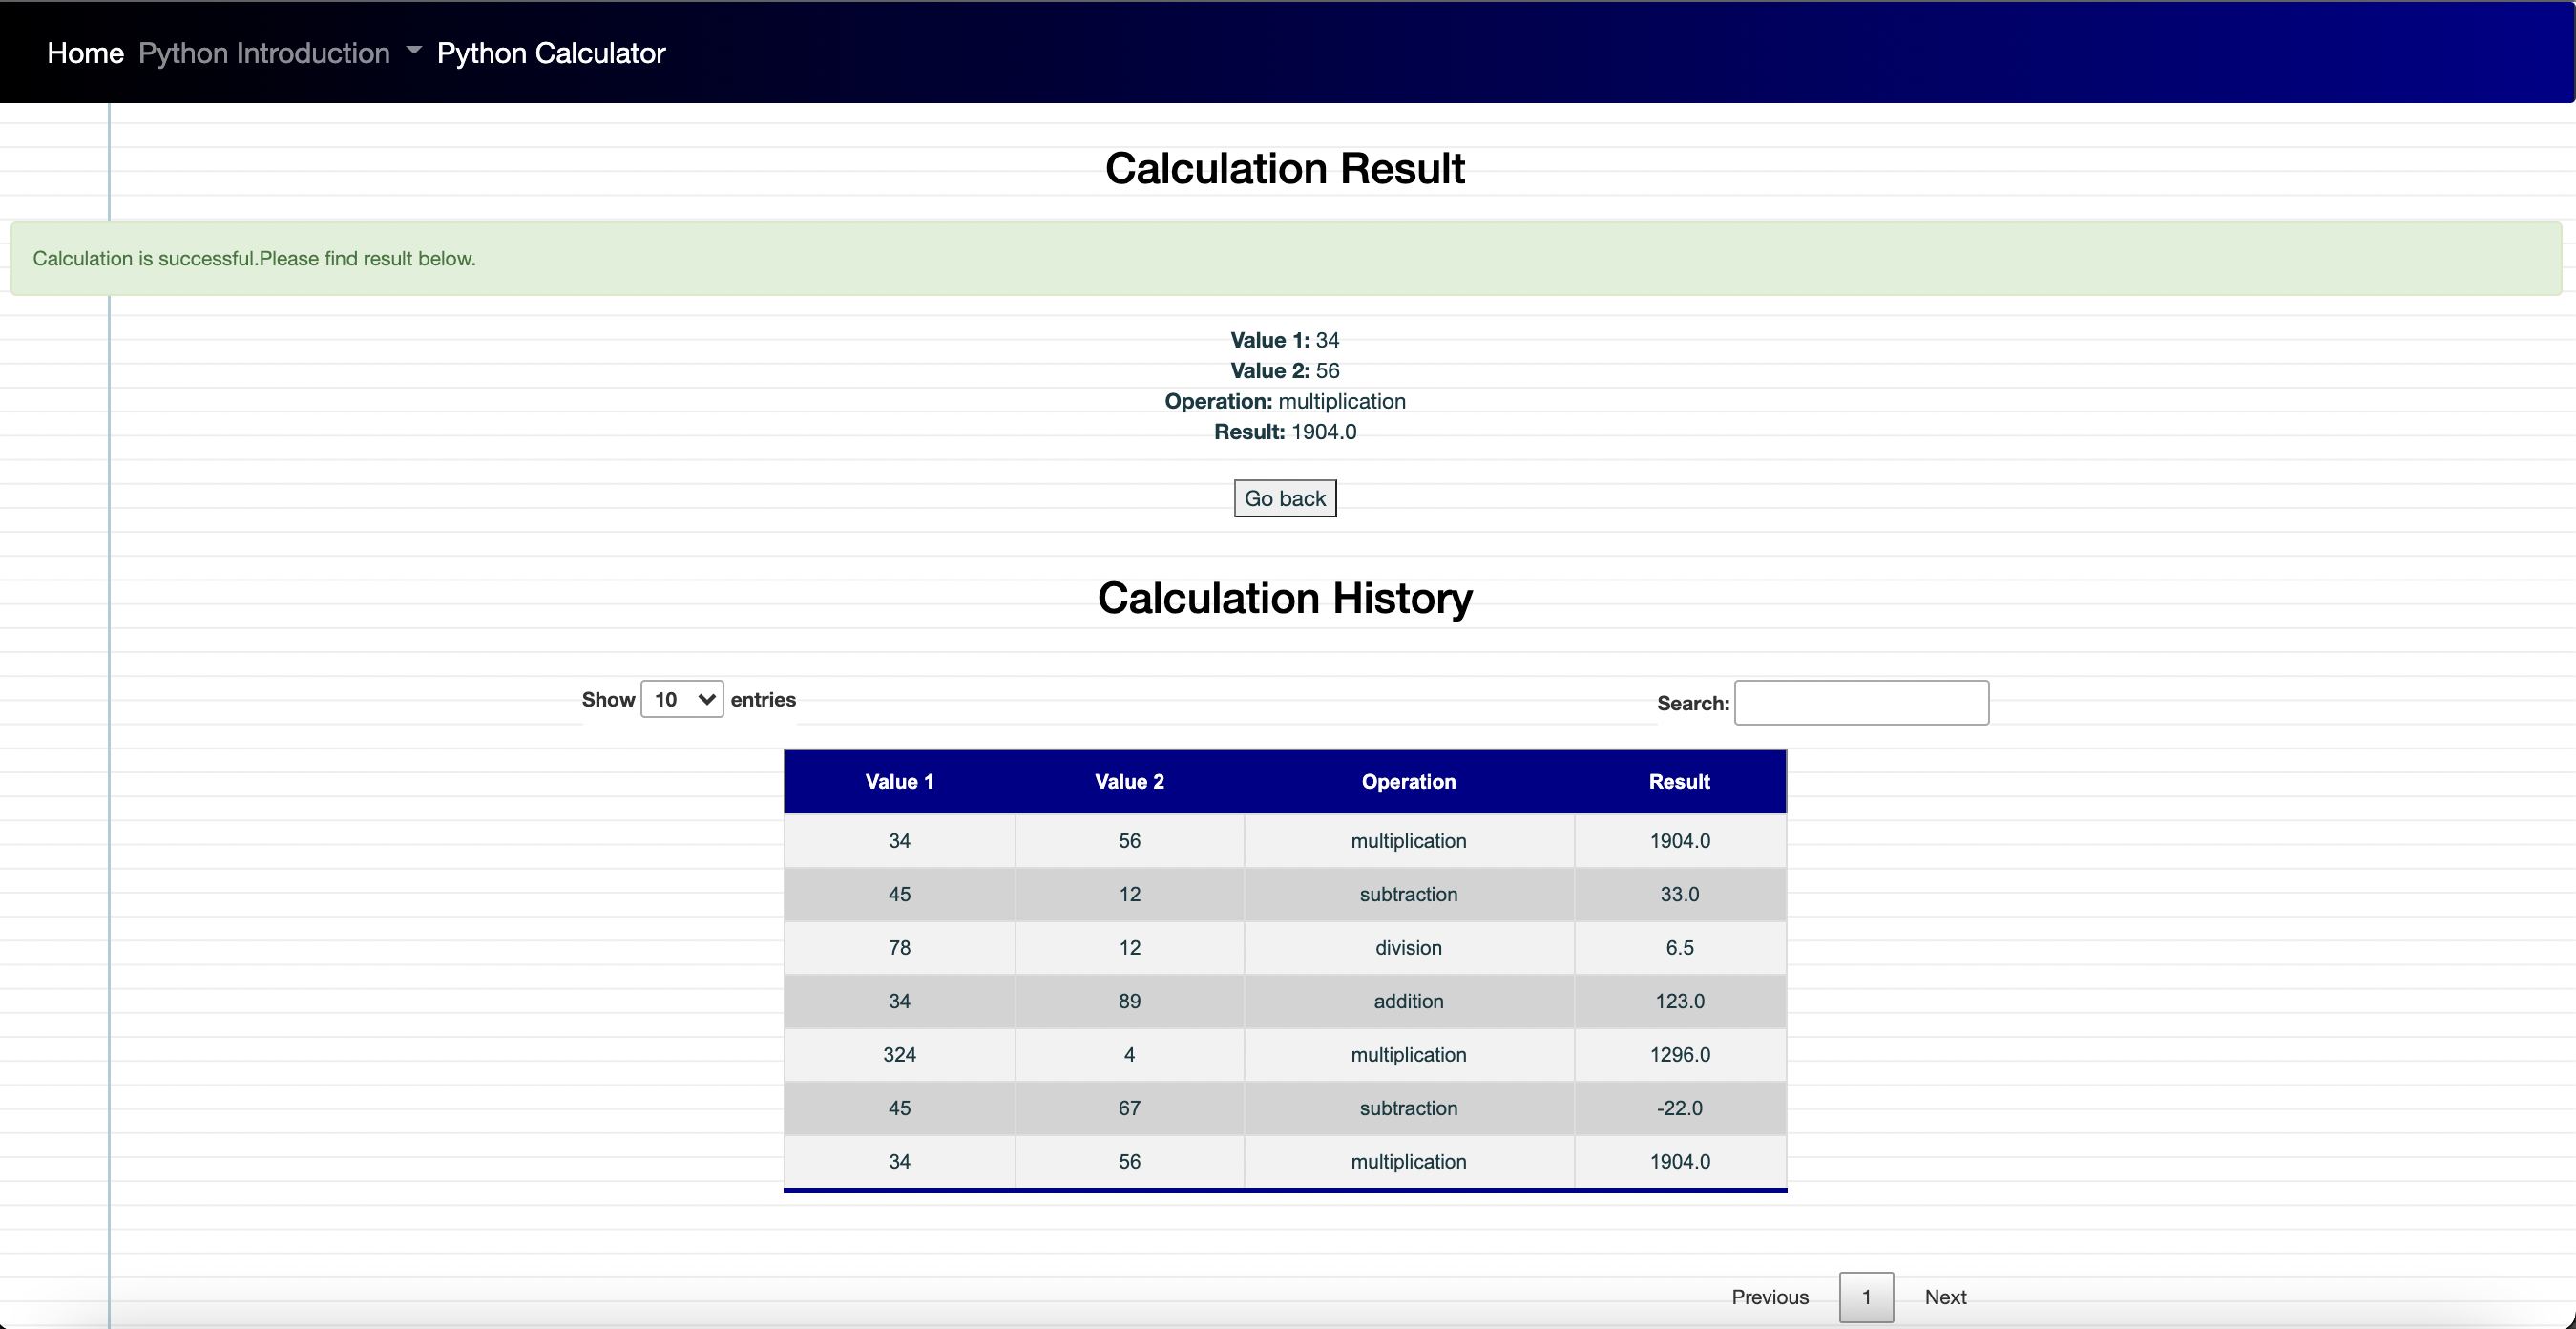 Home Python Introduction Python Calculator
Calculation Result
Calculation is successful.Please find result below.
Value 1: 34
Value 2: 56
Operation: multiplication
Result: 1904.0
Go back
Calculation History
Show 10 entries Search:
Value 1 Value 2 Operation Result
34 56 multiplication 1904.0
45 12 subtraction 33.0
78 12 division 6.5
34 89 addition 123.0
324 4 multiplication 1296.0
45 67 subtraction -22.0
34 56 multiplication 1904.0
Previous 1 Next